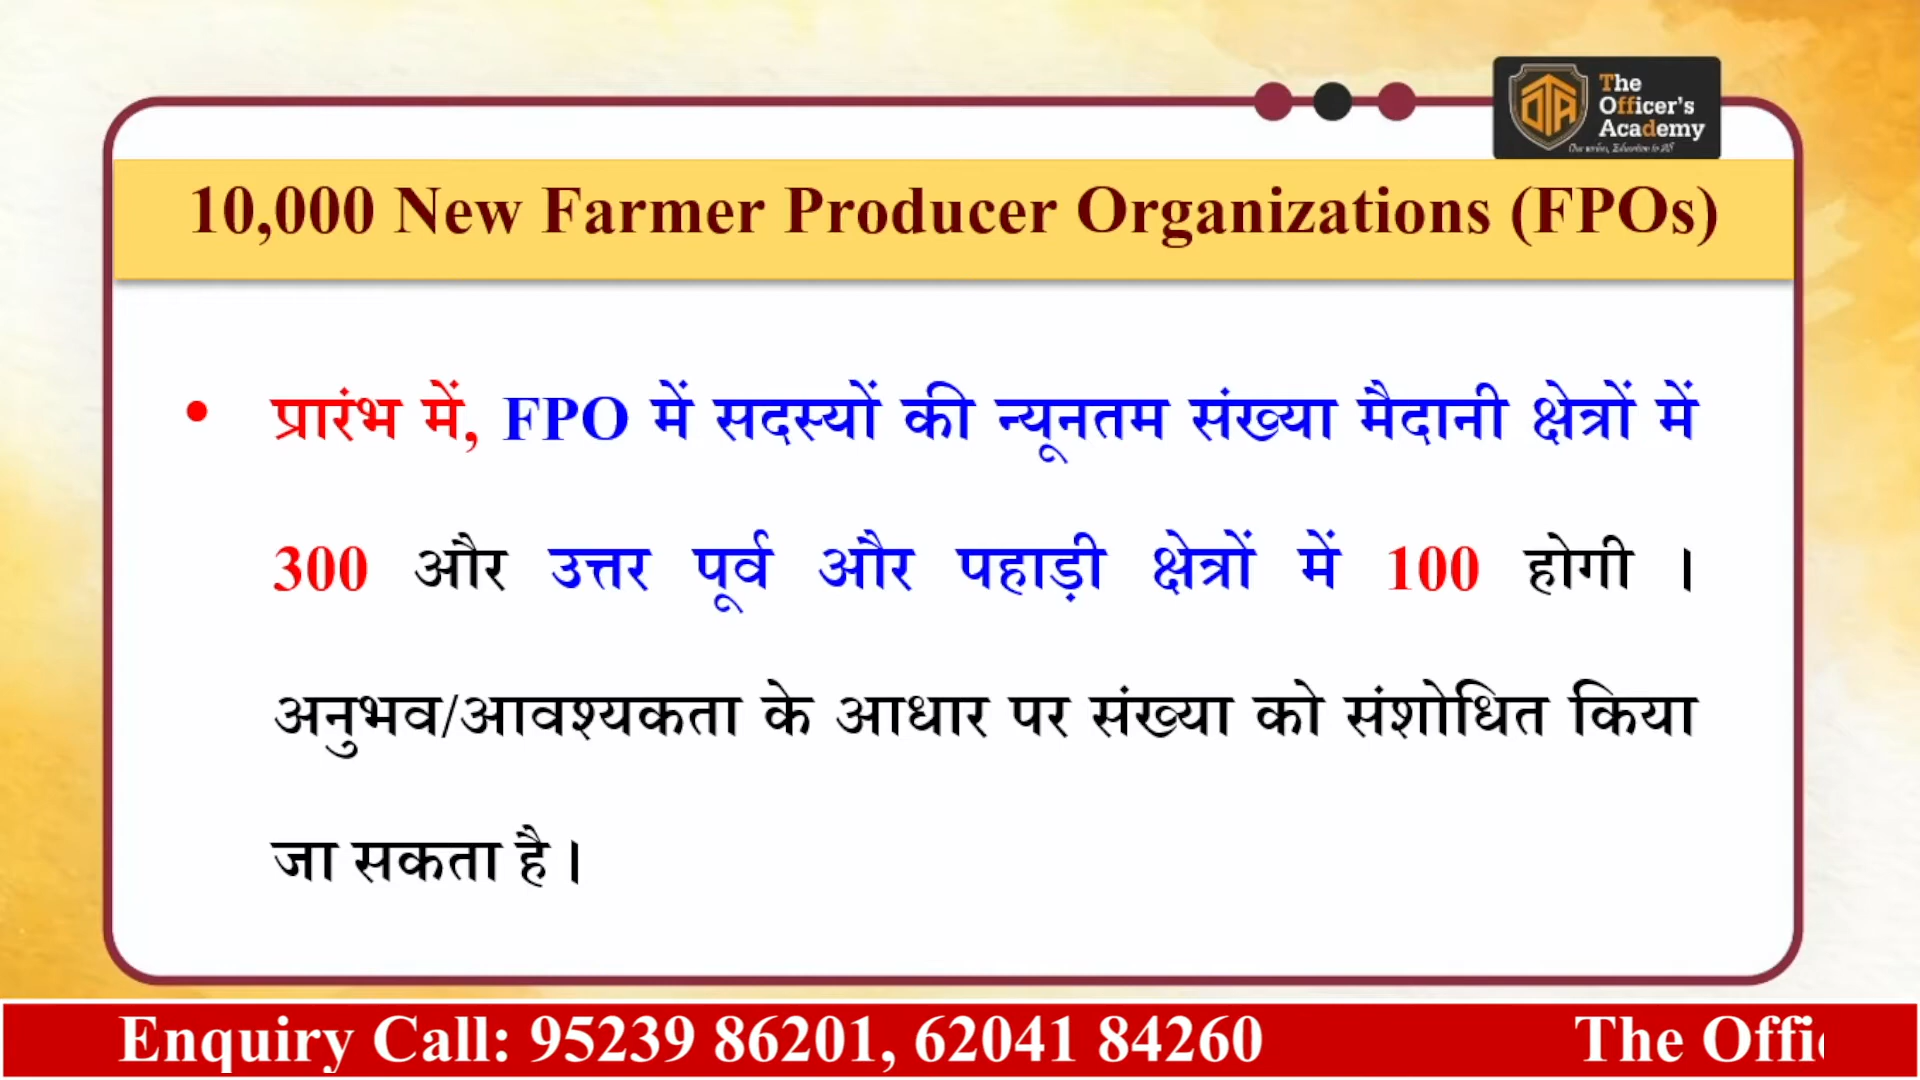 The
Officer's
Academy
10,000 New Farmer Producer Organizations (FPOs)
• प्रारंभ में, FPO में सदस्यों की न्यूनतम संख्या मैदानी क्षेत्रों में
300 और उत्तर पूर्व और पहाड़ी क्षेत्रों में 100 होगी ।
अनुभव/आवश्यकता के आधार पर संख्या को संशोधित किया
जा सकता है ।
Enquiry Call: 95239 86201, 62041 84260 The Offi